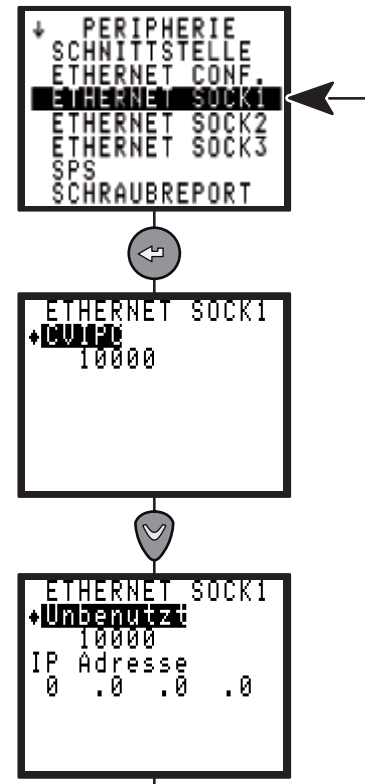 PERIPHERIE
SCHNITTSTELLE
ETHERNET CONF.
ETHERNET SOCK1
ETHERNET SOCK2
ETHERNET SOCK3
SPS
SCHRAUBREPORT
ETHERNET SOCK1
CVIPC
10000
ETHERNET SOCK1
Unbenutzt
10000
IP Adresse
0 .0 .0 .0